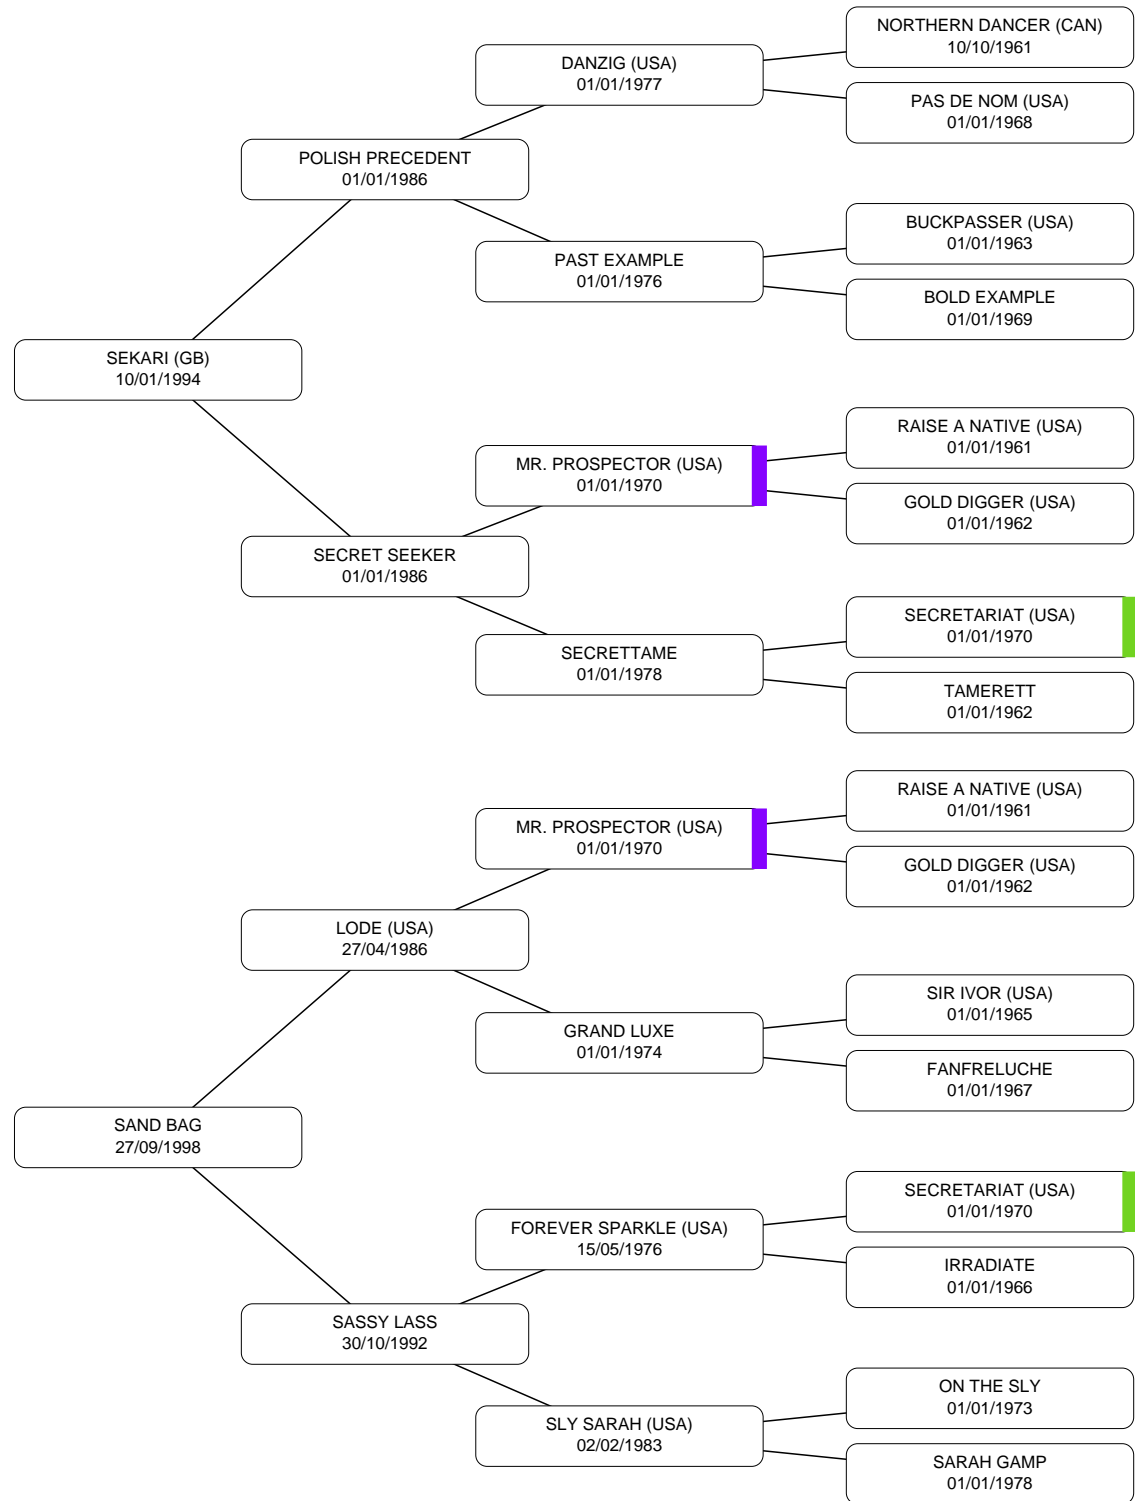 NORTHERN DANCER (CAN)
10/10/1961
DANZIG (USA)
01/01/1977
PAS DE NOM (USA)
01/01/1968
POLISH PRECEDENT
01/01/1986
BUCKPASSER (USA)
01/01/1963
PAST EXAMPLE
01/01/1976
BOLD EXAMPLE
01/01/1969
SEKARI (GB)
10/01/1994
RAISE A NATIVE (USA)
01/01/1961
MR. PROSPECTOR (USA)
01/01/1970
GOLD DIGGER (USA)
01/01/1962
SECRET SEEKER
01/01/1986
SECRETARIAT (USA)
01/01/1970
SECRETTAME
01/01/1978
TAMERETT
01/01/1962
RAISE A NATIVE (USA)
01/01/1961
MR. PROSPECTOR (USA)
01/01/1970
GOLD DIGGER (USA)
01/01/1962
LODE (USA)
27/04/1986
SIR IVOR (USA)
01/01/1965
GRAND LUXE
01/01/1974
FANFRELUCHE
01/01/1967
SAND BAG
27/09/1998
SECRETARIAT (USA)
01/01/1970
FOREVER SPARKLE (USA)
15/05/1976
IRRADIATE
01/01/1966
SASSY LASS
30/10/1992
ON THE SLY
01/01/1973
SLY SARAH (USA)
02/02/1983
SARAH GAMP
01/01/1978